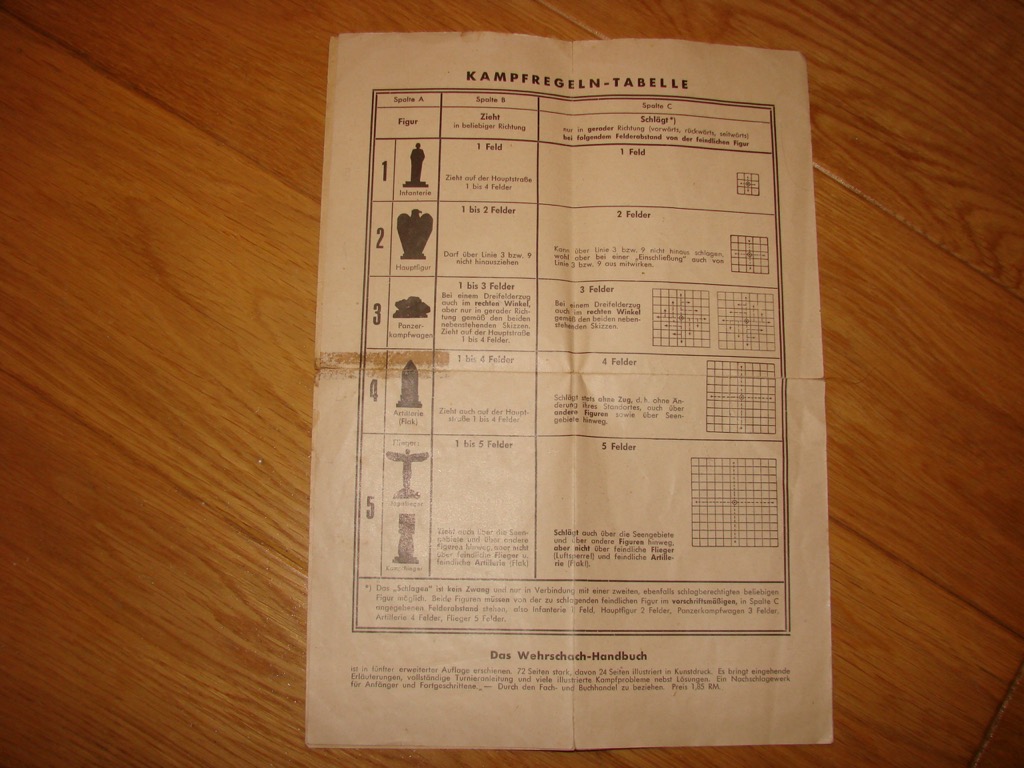 KAMPFREGELN-TABELLE
Spalte A
Spalte B
Spalte C
Figur
Zieht
in beliebiger Richtung
Schlägt*)
nur in gerader Richtung (vorwärts, rückwärts, seitwärts)
bei folgendem Felderabstand von der feindlichen Figur
1
Infanterie
1 Feld
Zieht auf der Hauptstraße
1 bis 4 Felder
1 Feld
2
Hauptfigur
1 bis 2 Felder
Darf über Linie 3 bzw. 9
nicht hinausziehen
2 Felder
Kann über Linie 3 bzw. 9 nicht hinaus schlagen,
wohl aber bei einer „Einschließung" auch von
Linie 3 bzw. 9 aus mitwirken.
3
Panzer-
kampfwagen
1 bis 3 Felder
Bei einem Dreifelderzug
auch im rechten Winkel,
aber nur in gerader Rich-
tung gemäß den beiden
nebenstehenden Skizzen.
Zieht auf der Hauptstraße
1 bis 4 Felder.
3 Felder
Bei einem Dreifelderzug
auch im rechten Winkel
gemäß den beiden neben-
stehenden Skizzen.
4
Artillerie
(Flak)
1 bis 4 Felder
Zieht auch auf der Haupt-
straße 1 bis 4 Felder
4 Felder
Schlägt stets ohne Zug, d. h. ohne Än-
derung ihres Standortes, auch über
andere Figuren sowie über Seen-
gebiete hinweg.
5
Flieger:
1 bis 5 Felder
Zieht auch über die Seen-
gebiete und über andere
Figuren hinweg, aber nicht
über feindliche Flieger u.
feindliche Artillerie (Flak)
5 Felder
Schlägt auch über die Seengebiete
und über andere Figuren hinweg,
aber nicht über feindliche Flieger
(Luftsperre!) und Artille-
rie (Flak!).
*) Das „Schlagen" ist kein Zwang und nur in Verbindung mit einer zweiten, ebenfalls schlagberechtigten beliebigen
Figur möglich. Beide Figuren müssen von der zu schlagenden feindlichen Figur im vorschriftsmäßigen, in Spalte C
angegebenen Felderabstand stehen, also Infanterie 1 Feld, Hauptfigur 2 Felder, Panzerkampfwagen 3 Felder,
Artillerie 4 Felder, Flieger 5 Felder.
Das Wehrschach-Handbuch
ist in fünfter erweiterter Auflage erschienen. 72 Seiten stark, davon 24 Seiten illustriert in Kunstdruck. Es bringt eingehende
Erläuterungen, vollständige Turnieranleitung und viele illustrierte Kampfprobleme nebst Lösungen. Ein Nachschlagewerk
für Anfänger und Fortgeschrittene. — Durch den Fach- und Buchhandel zu beziehen. Preis 1,85 RM.